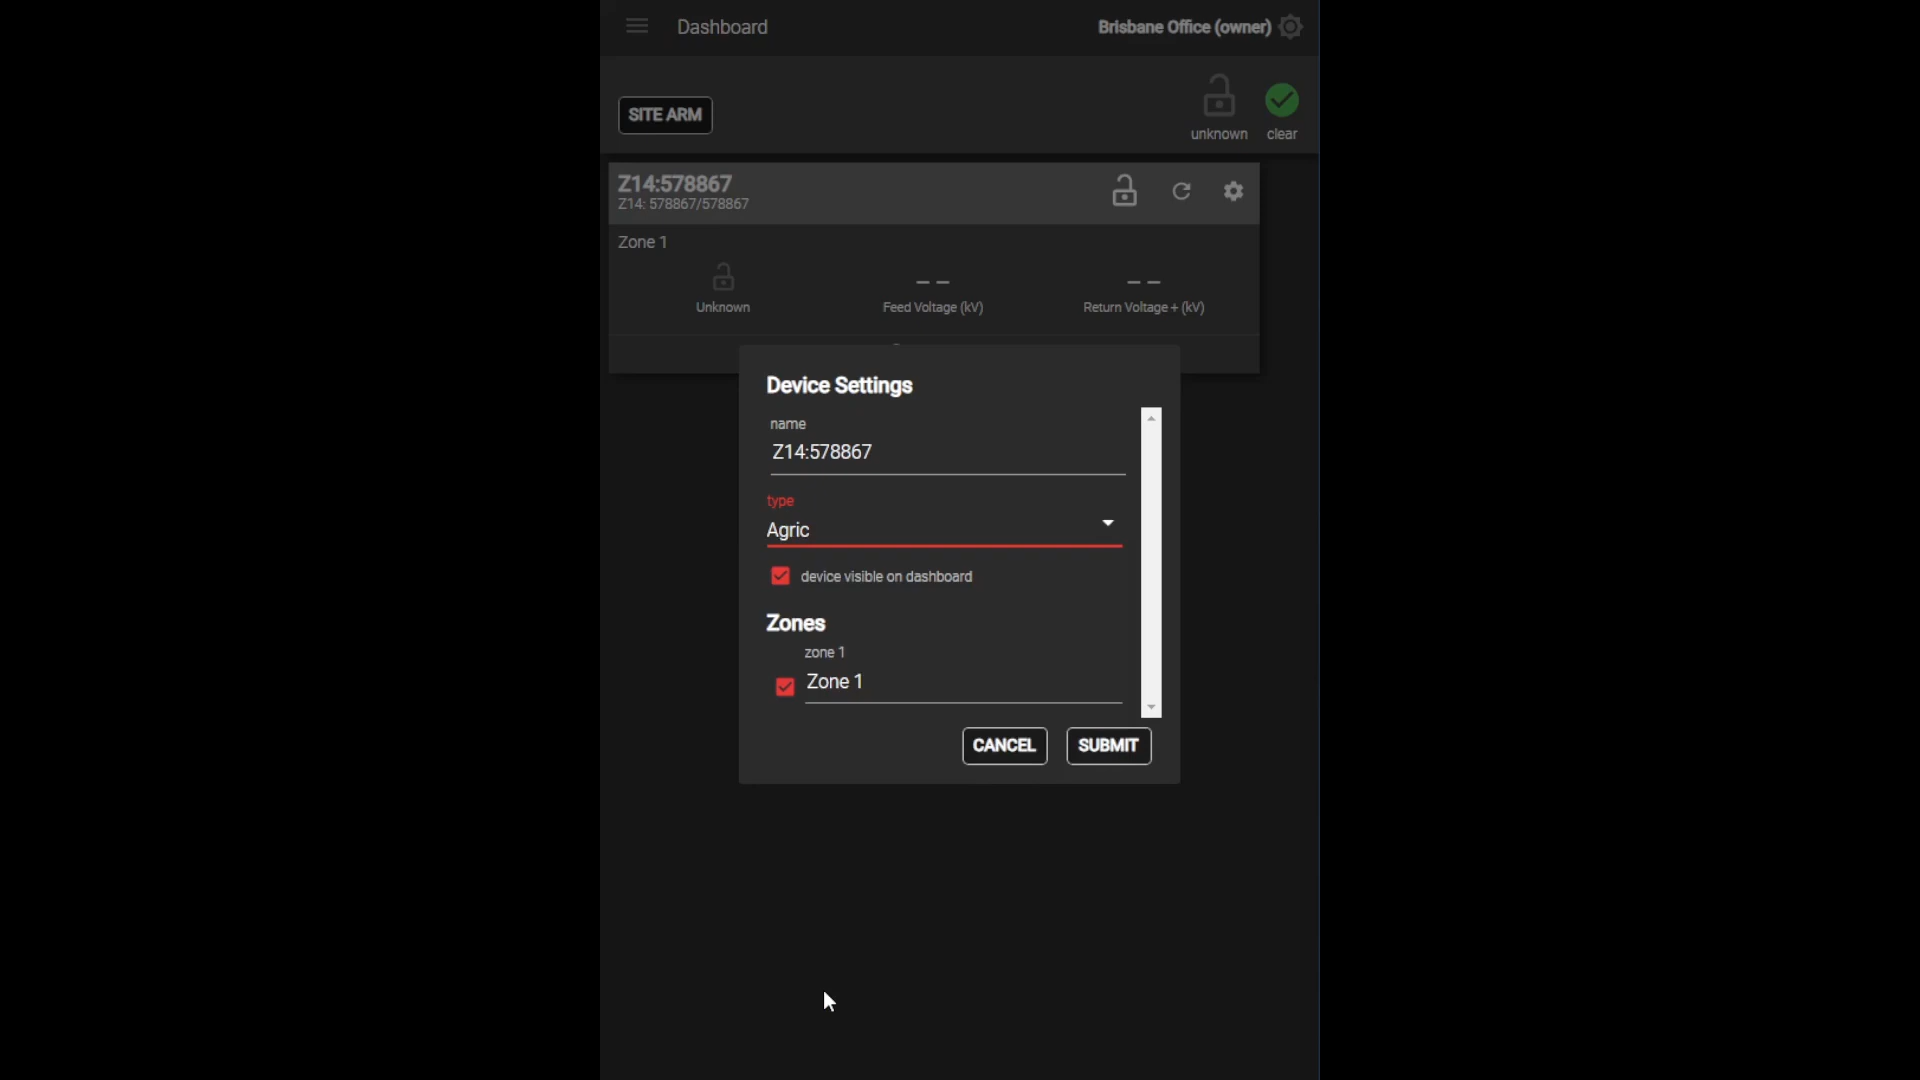 Dashboard
Brisbane Office (owner)
SITE ARM
unknown
clear
Z14:578867
Z14: 578867/578867
Zone 1
Unknown
– –
Feed Voltage (kV)
– –
Return Voltage + (kV)
Device Settings
name
Z14:578867
type
Agric
device visible on dashboard
Zones
zone 1
Zone 1
CANCEL
SUBMIT